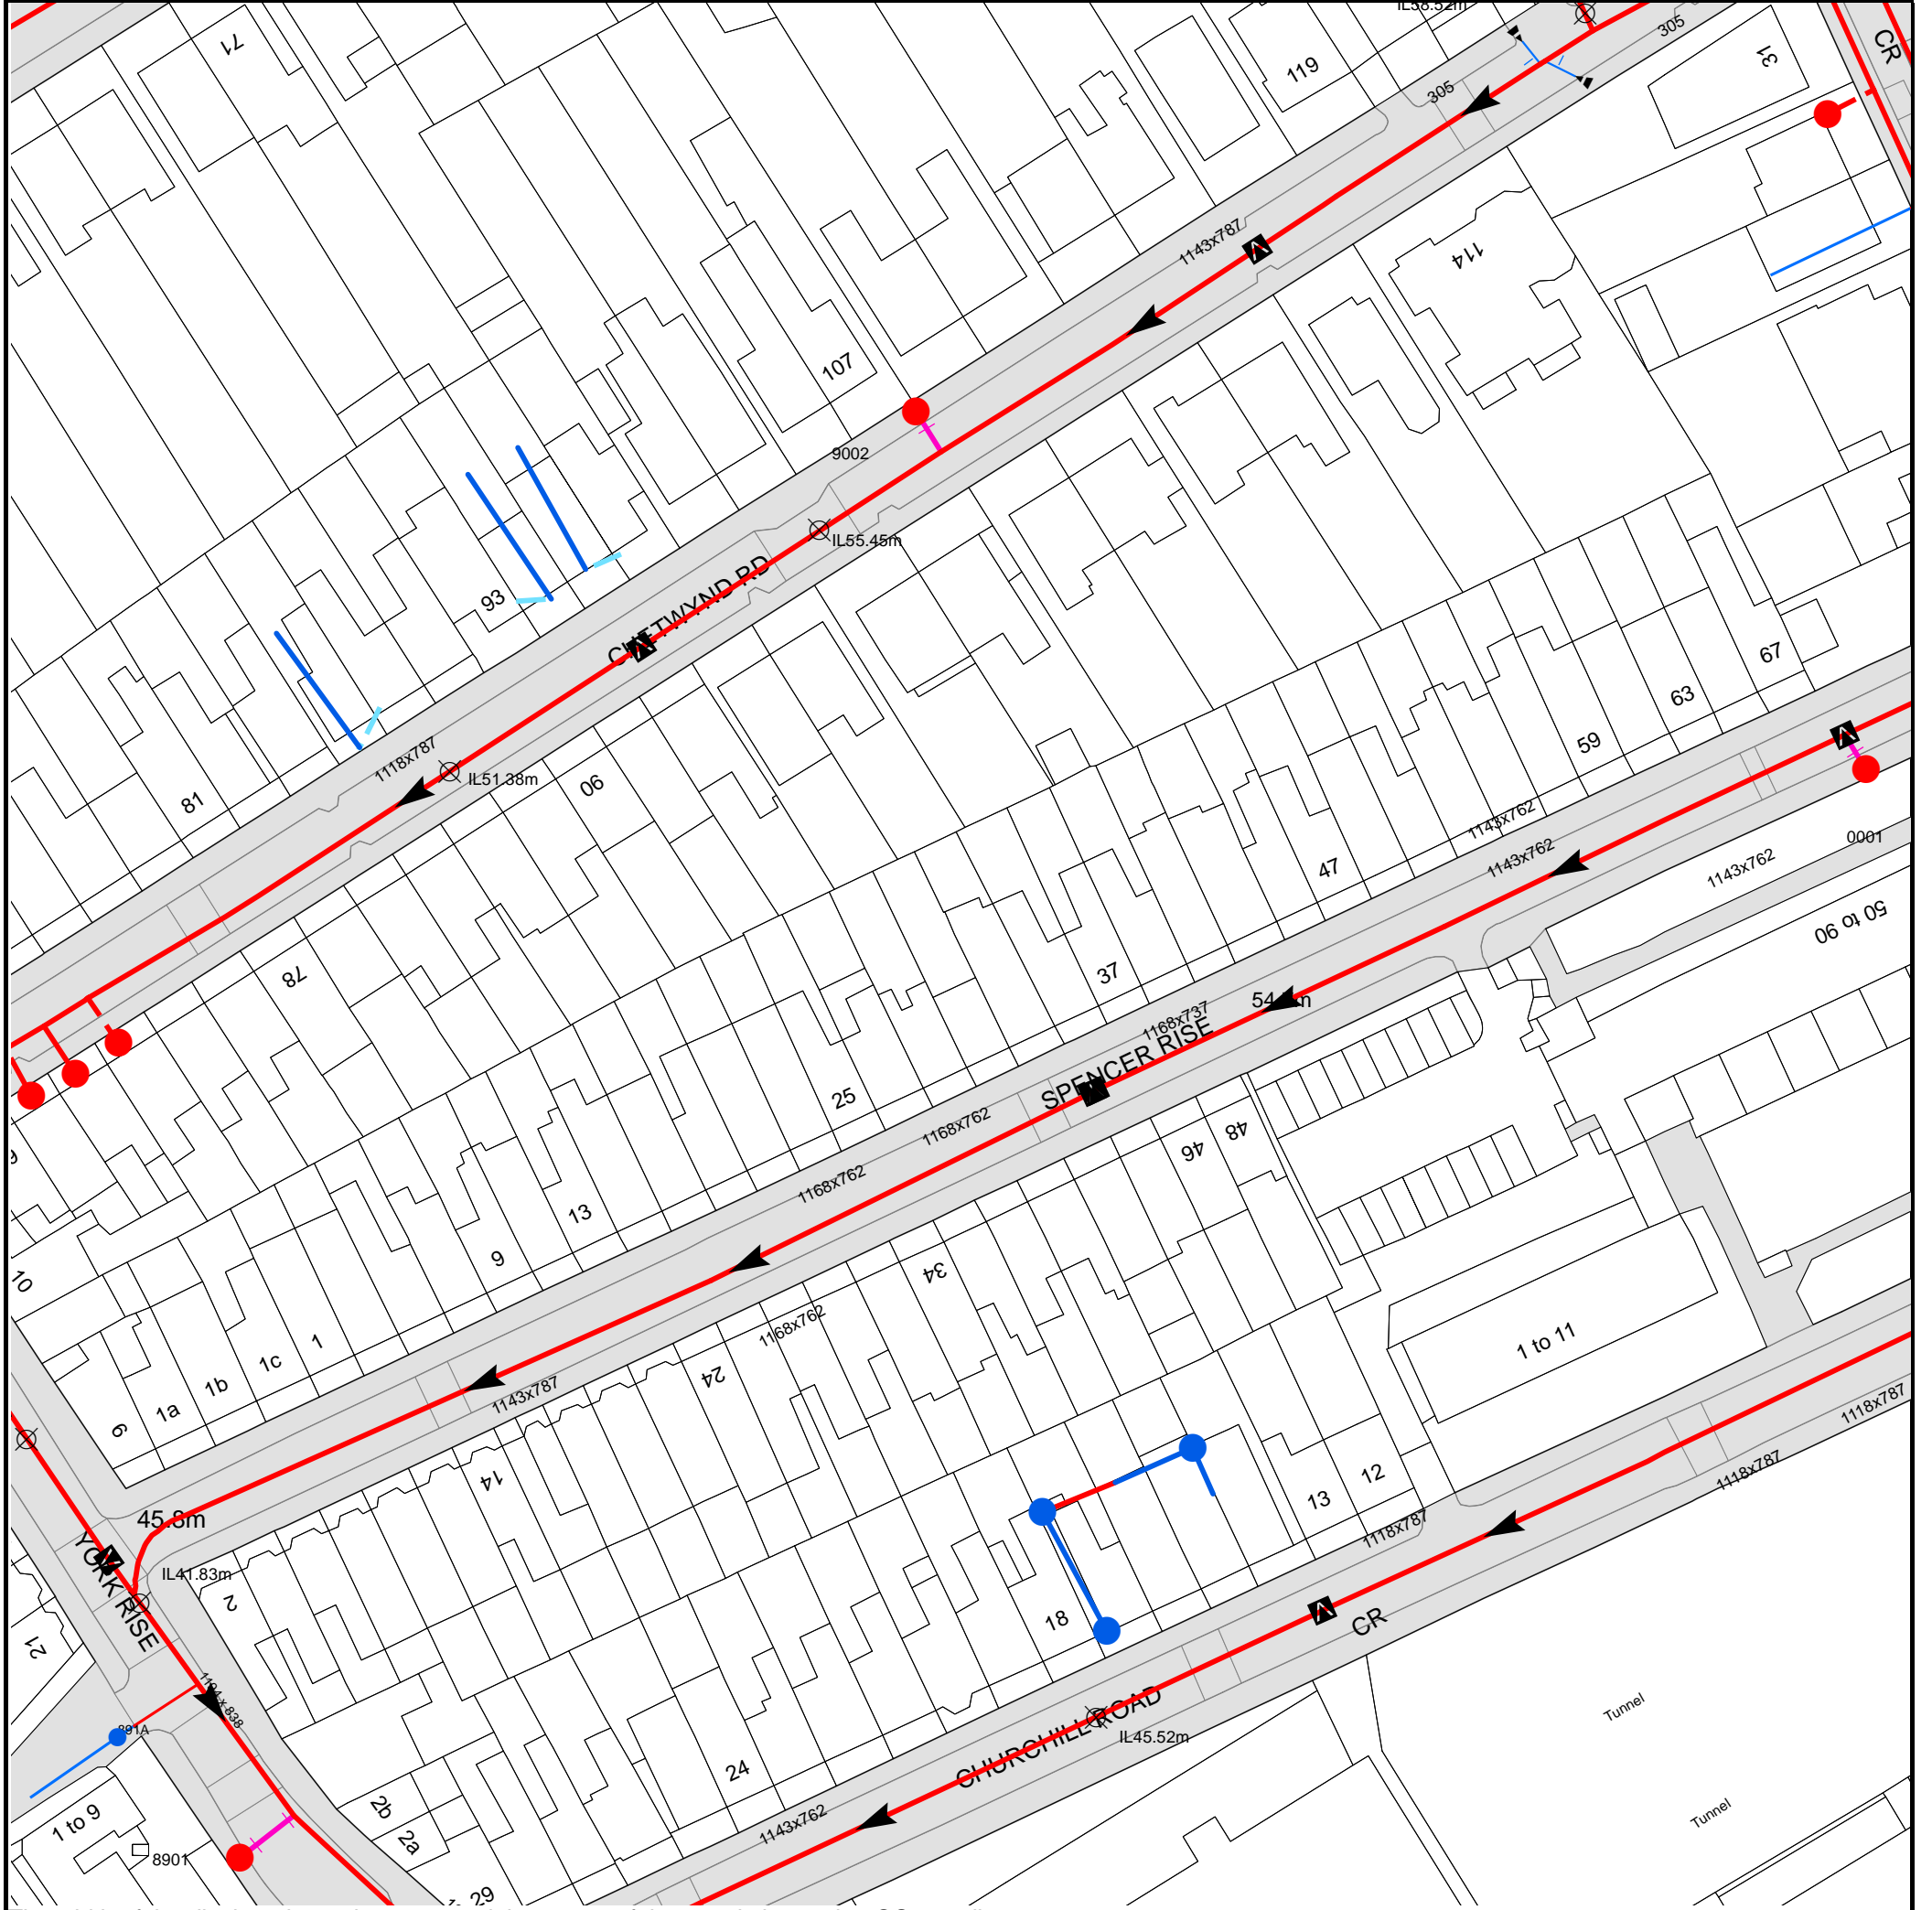 IL58.52m
305
305
CR
31
71
119
1143x787
114
107
9002
IL55.45m
CHETWYND RD
93
67
63
59
1118x787
IL51.38m
90
81
1143x762
1143x762
1143x762
0001
47
50 to 90
78
37
1168x737
SPENCER RISE
25
1168x762
46
48
1168x762
13
9
10
34
1168x762
1 to 11
1
1c
1b
1a
6
24
1143x787
1118x787
1118x787
14
12
13
1118x787
45.8m
YORK RISE
IL41.83m
2
21
18
CR
891A
CHURCHILL ROAD
IL45.52m
Tunnel
Tunnel
24
1143x762
2b
2a
1 to 9
8901
29